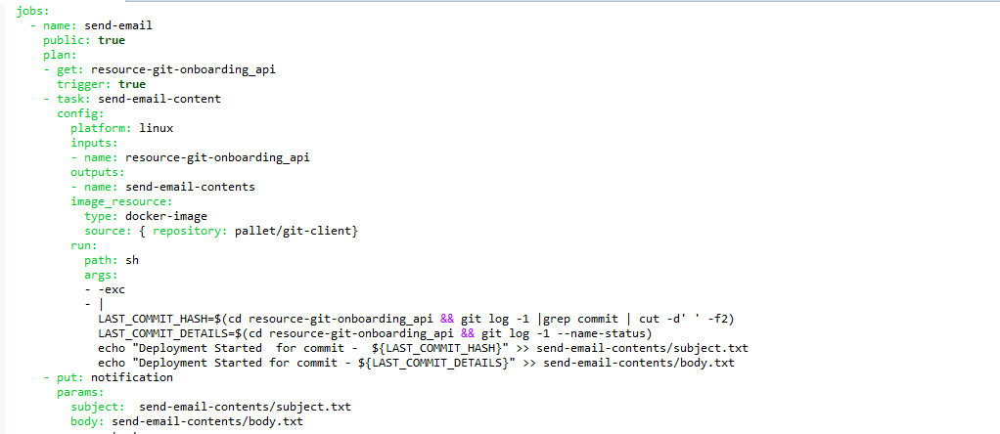 jobs:
  - name: send-email
    public: true
    plan:
    - get: resource-git-onboarding_api
      trigger: true
    - task: send-email-content
      config:
        platform: linux
        inputs:
        - name: resource-git-onboarding_api
        outputs:
        - name: send-email-contents
        image_resource:
          type: docker-image
          source: { repository: pallet/git-client}
        run:
          path: sh
          args:
          - -exc
          - |
            LAST_COMMIT_HASH=$(cd resource-git-onboarding_api && git log -1 |grep commit | cut -d' ' -f2)
            LAST_COMMIT_DETAILS=$(cd resource-git-onboarding_api && git log -1 --name-status)
            echo "Deployment Started  for commit -  ${LAST_COMMIT_HASH}" >> send-email-contents/subject.txt
            echo "Deployment Started for commit - ${LAST_COMMIT_DETAILS}" >> send-email-contents/body.txt
    - put: notification
      params:
        subject:  send-email-contents/subject.txt
        body: send-email-contents/body.txt